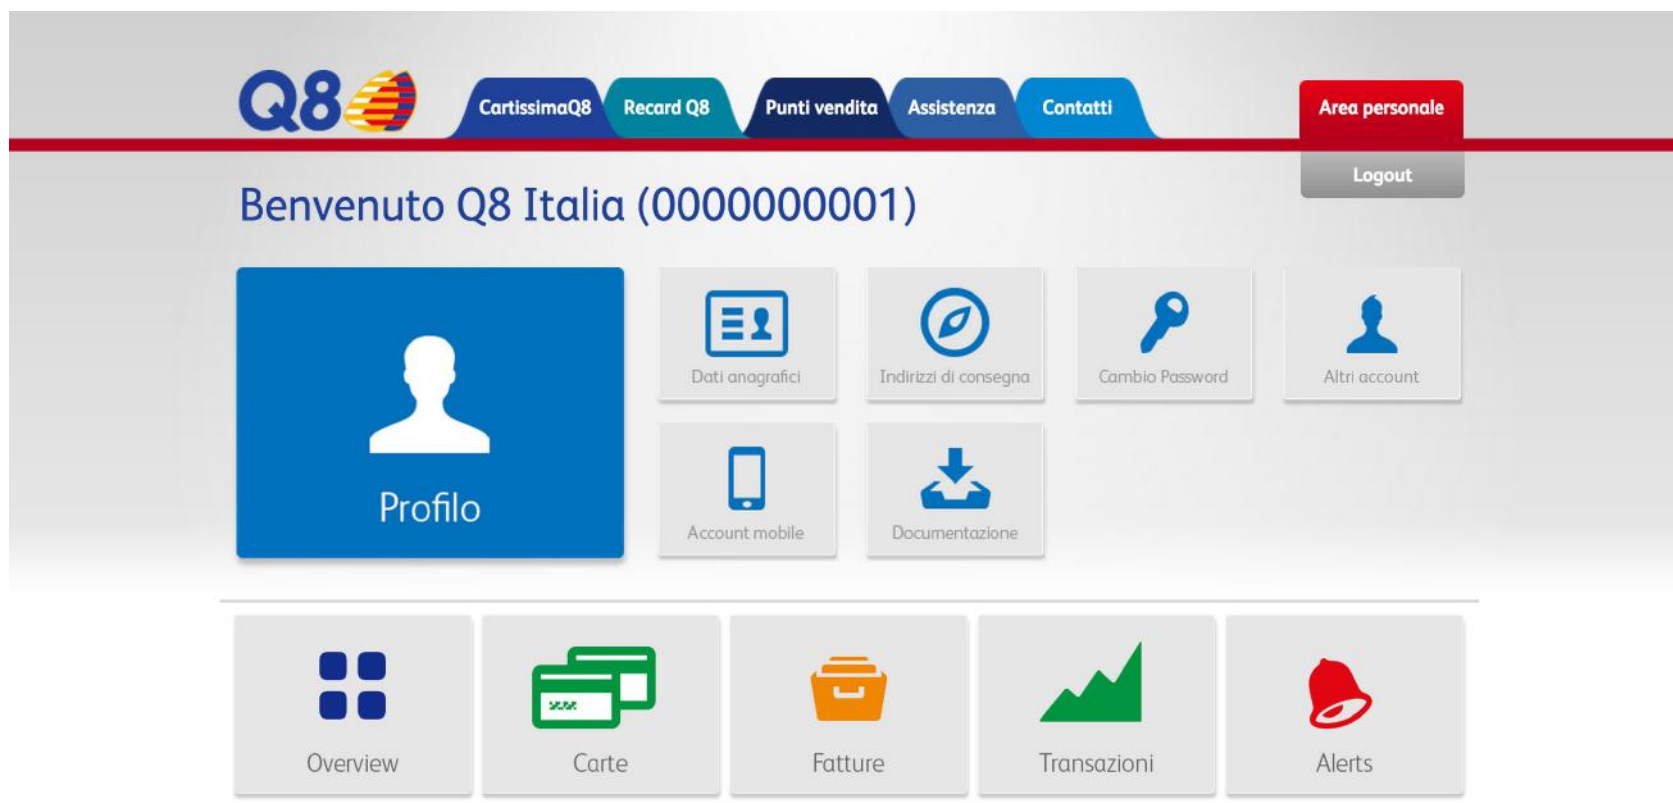 Q8
CartissimaQ8
Recard Q8
Punti vendita
Assistenza
Contatti
Area personale
Logout
Benvenuto Q8 Italia (0000000001)
Profilo
Dati anagrafici
Indirizzi di consegna
Cambio Password
Altri account
Account mobile
Documentazione
Overview
Carte
Fatture
Transazioni
Alerts